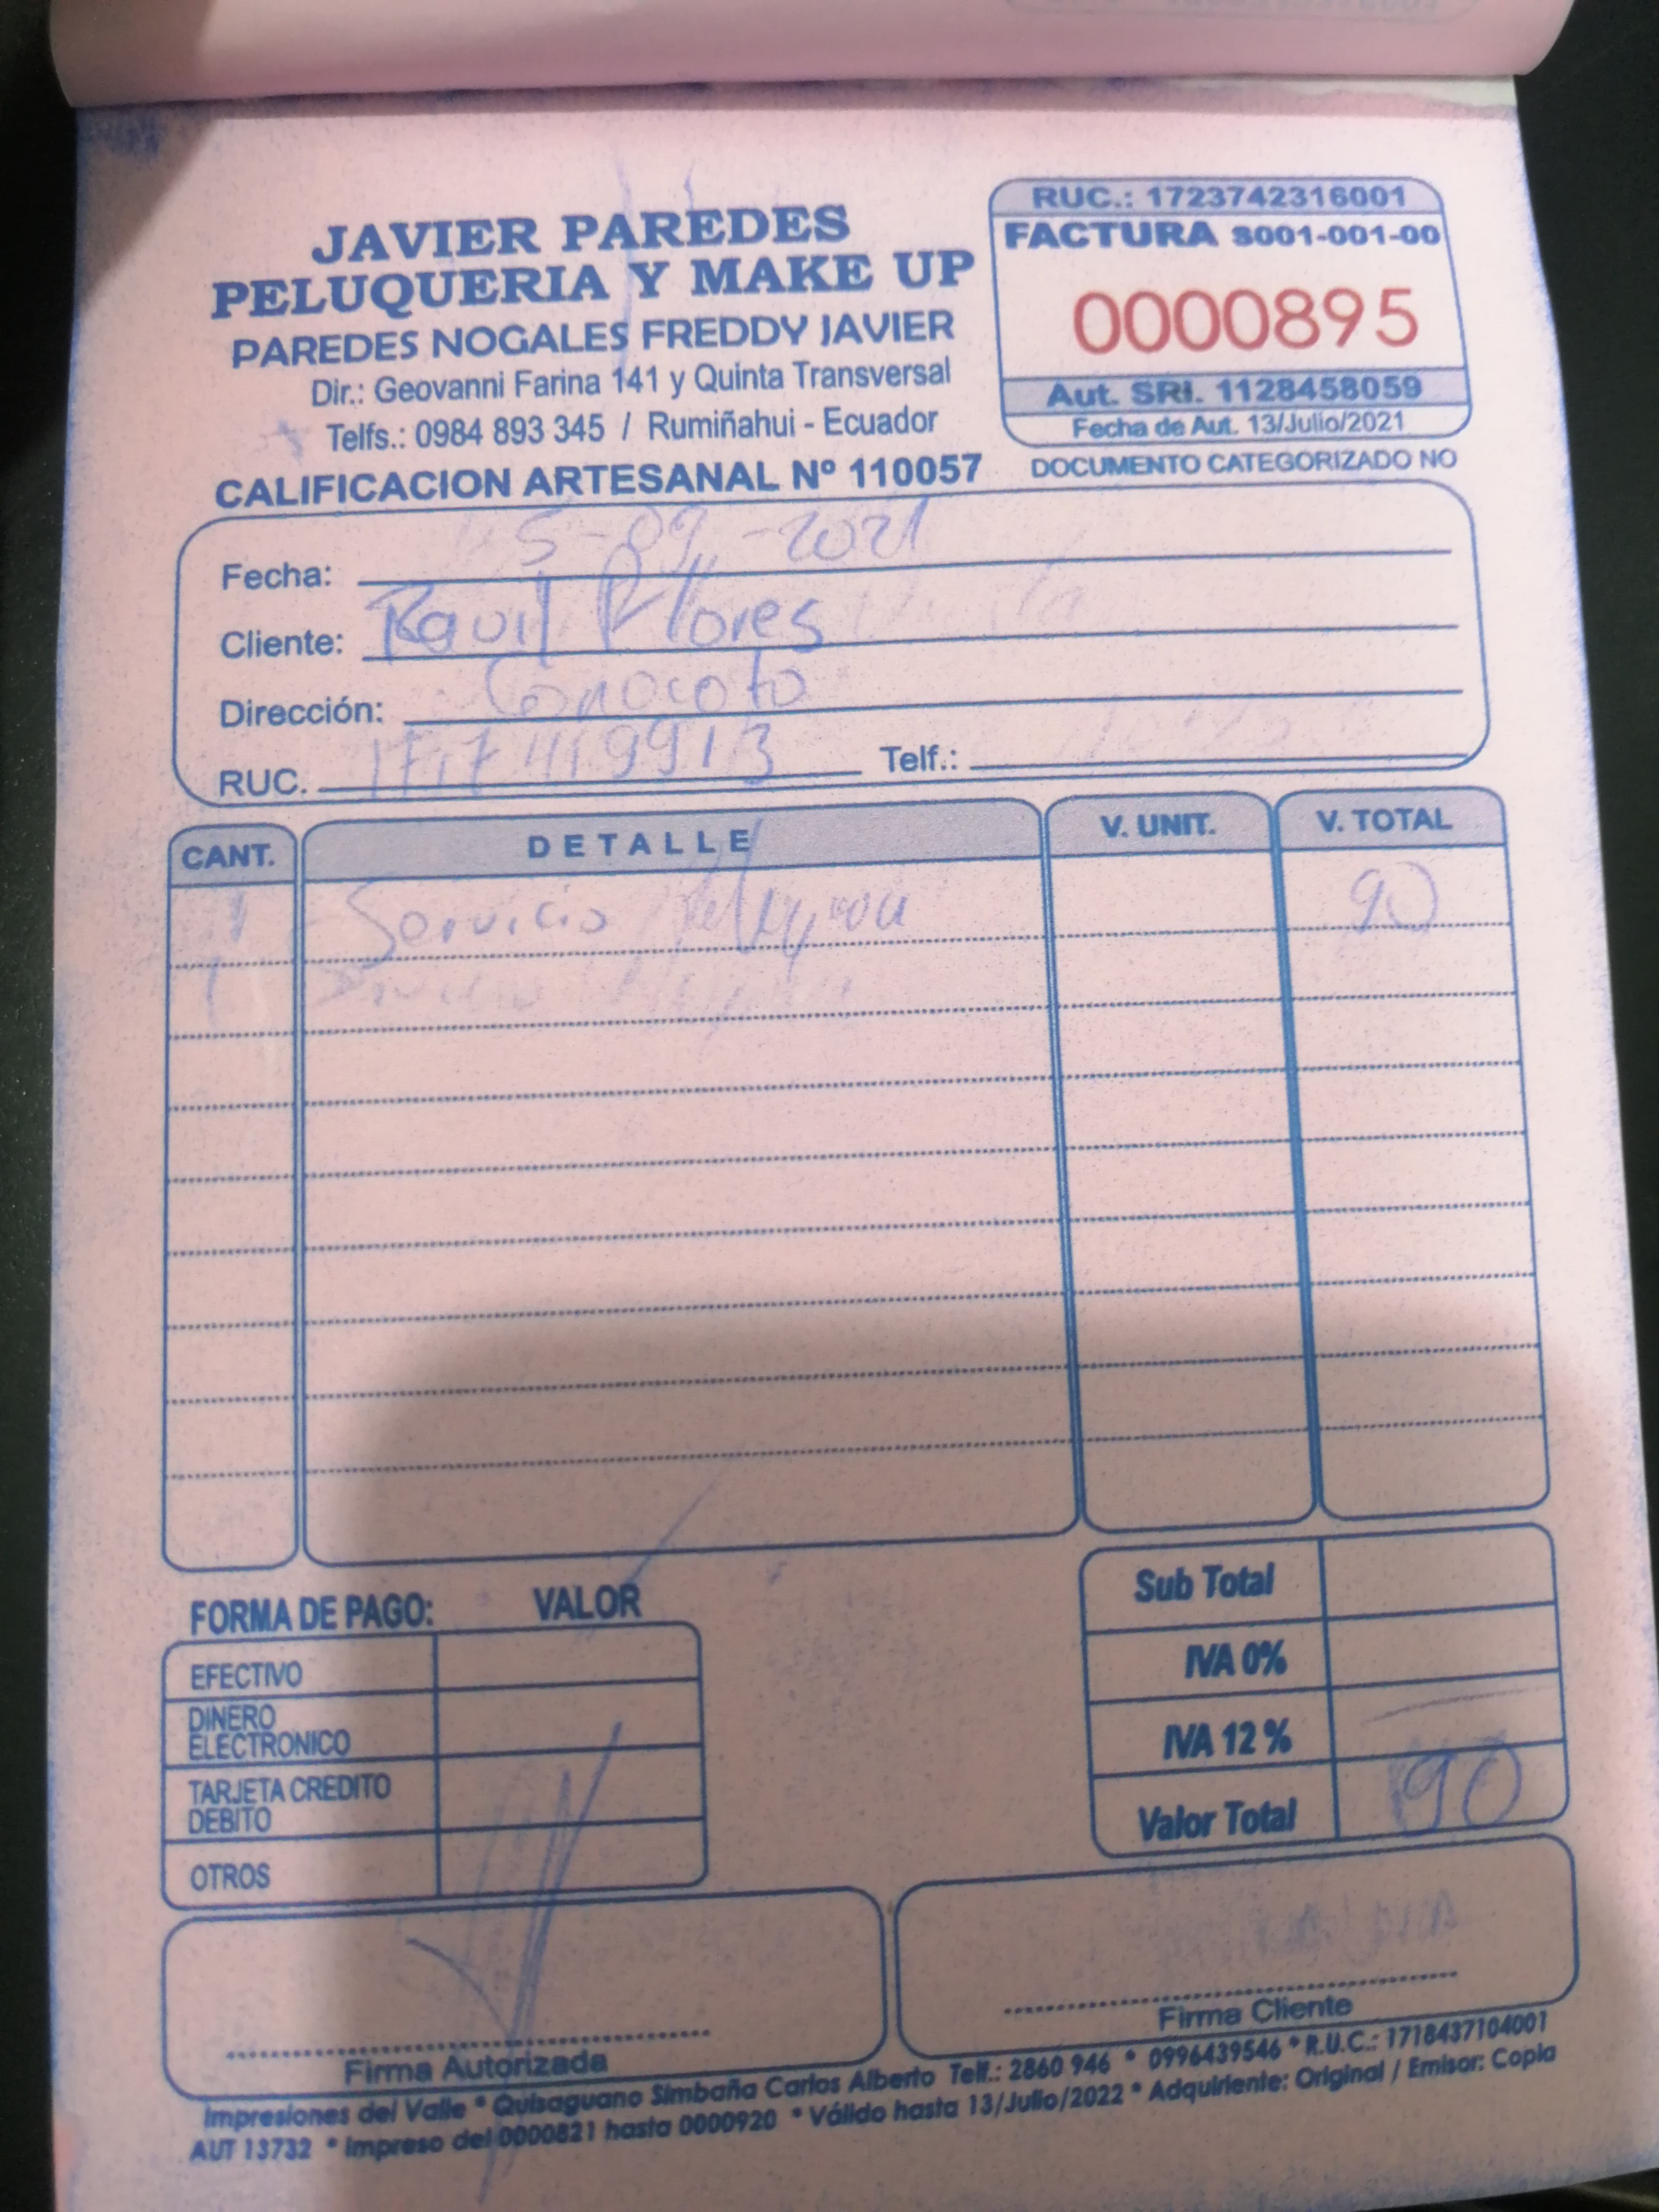 JAVIER PAREDES
PELUQUERIA Y MAKE UP
PAREDES NOGALES FREDDY JAVIER
Dir.: Geovanni Farina 141 y Quinta Transversal
Telfs.: 0984 893 345 / Rumiñahui - Ecuador
CALIFICACION ARTESANAL Nº 110057
RUC.: 1723742316001
FACTURA S001-001-00
0000895
Aut. SRI. 1128458059
Fecha de Aut. 13/Julio/2021
DOCUMENTO CATEGORIZADO NO
Fecha: 5-09-2021
Cliente: Raul Flores
Dirección: Conocoto
RUC. 1717419913 Telf.:
CANT. DETALLE V. UNIT. V. TOTAL
1 Servicio 90
FORMA DE PAGO: VALOR
EFECTIVO
DINERO
ELECTRONICO
TARJETA CREDITO
DEBITO
OTROS
Sub Total
IVA 0%
IVA 12 %
Valor Total 90
Firma Autorizada
Firma Cliente
Impresiones del Valle * Quisaguano Simbaña Carlos Alberto Telf.: 2860 946 * 0996439546 * R.U.C.: 1718437104001
AUT 13732 * Impreso del 0000821 hasta 0000920 * Válido hasta 13/Julio/2022 * Adquiriente: Original / Emisor: Copia